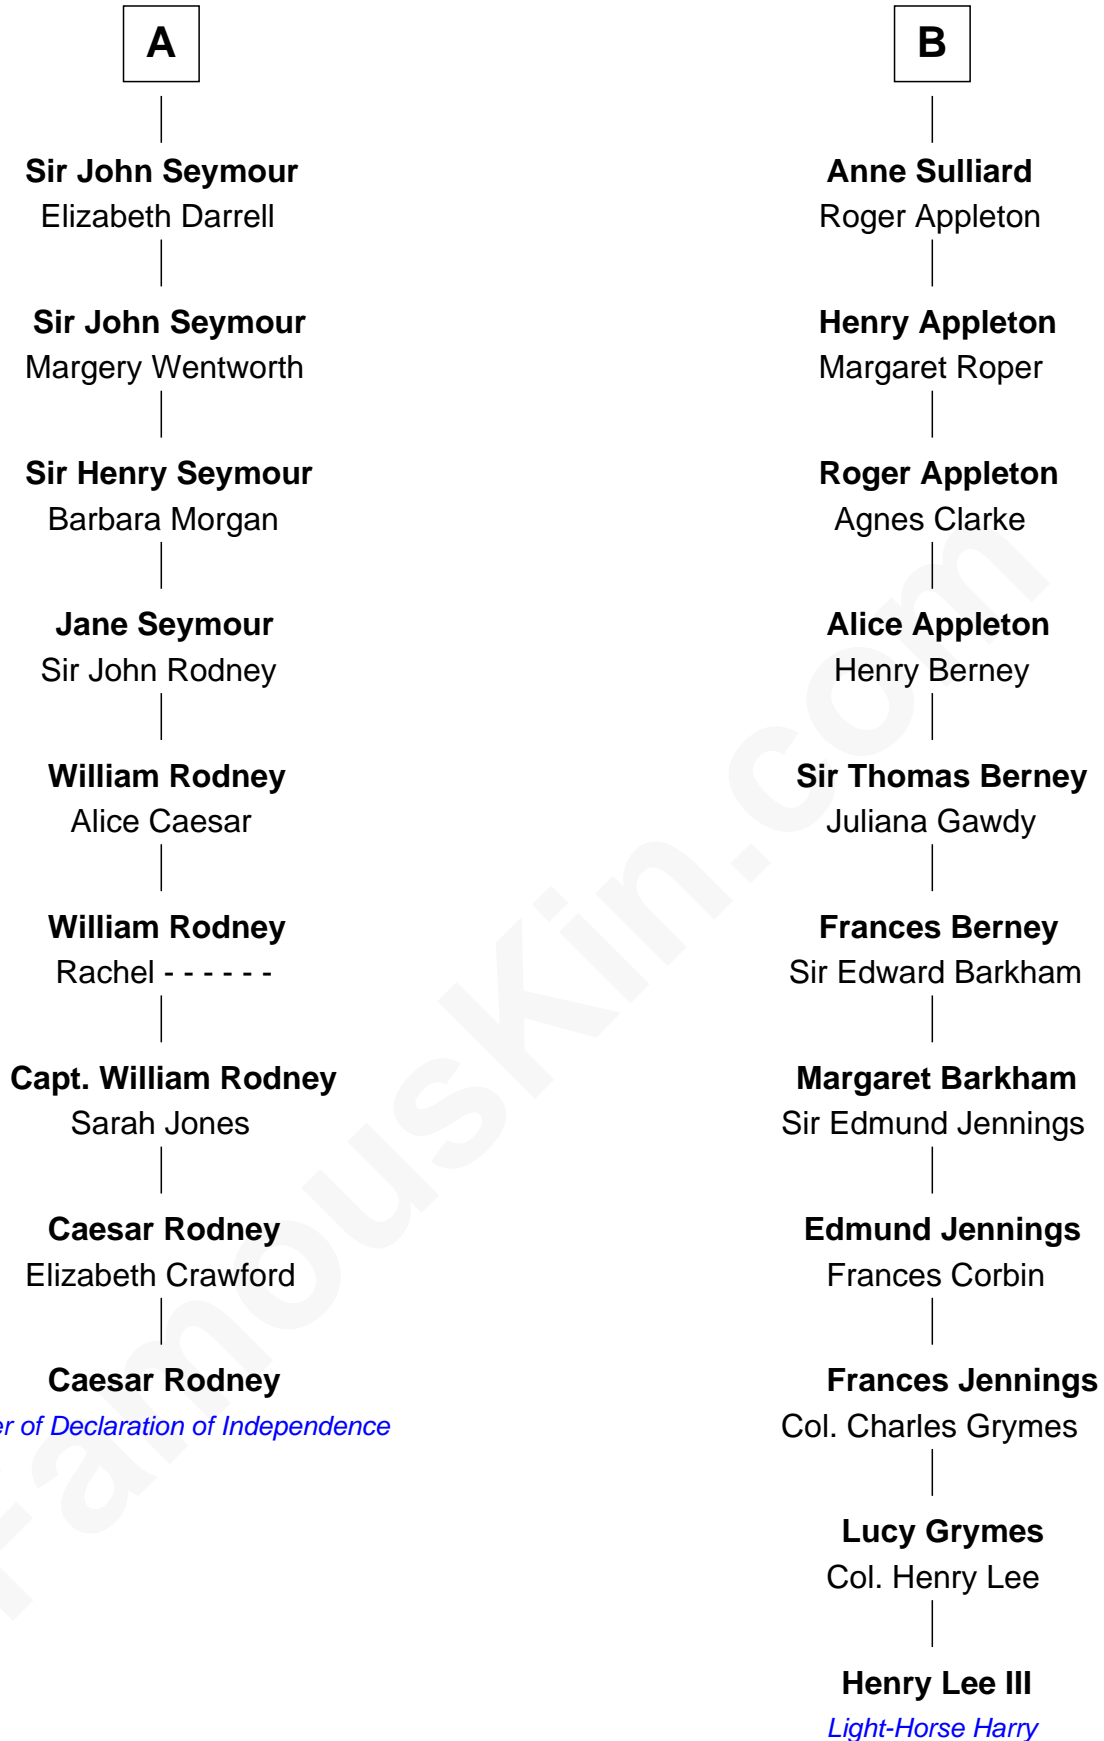 A
Sir John Seymour
Elizabeth Darrell
Sir John Seymour
Margery Wentworth
Sir Henry Seymour
Barbara Morgan
Jane Seymour
Sir John Rodney
William Rodney
Alice Caesar
William Rodney
Rachel - - - - - -
Capt. William Rodney
Sarah Jones
Caesar Rodney
Elizabeth Crawford
Caesar Rodney
er of Declaration of Independence
B
Anne Sulliard
Roger Appleton
Henry Appleton
Margaret Roper
Roger Appleton
Agnes Clarke
Alice Appleton
Henry Berney
Sir Thomas Berney
Juliana Gawdy
Frances Berney
Sir Edward Barkham
Margaret Barkham
Sir Edmund Jennings
Edmund Jennings
Frances Corbin
Frances Jennings
Col. Charles Grymes
Lucy Grymes
Col. Henry Lee
Henry Lee III
Light-Horse Harry
FamousKin.com